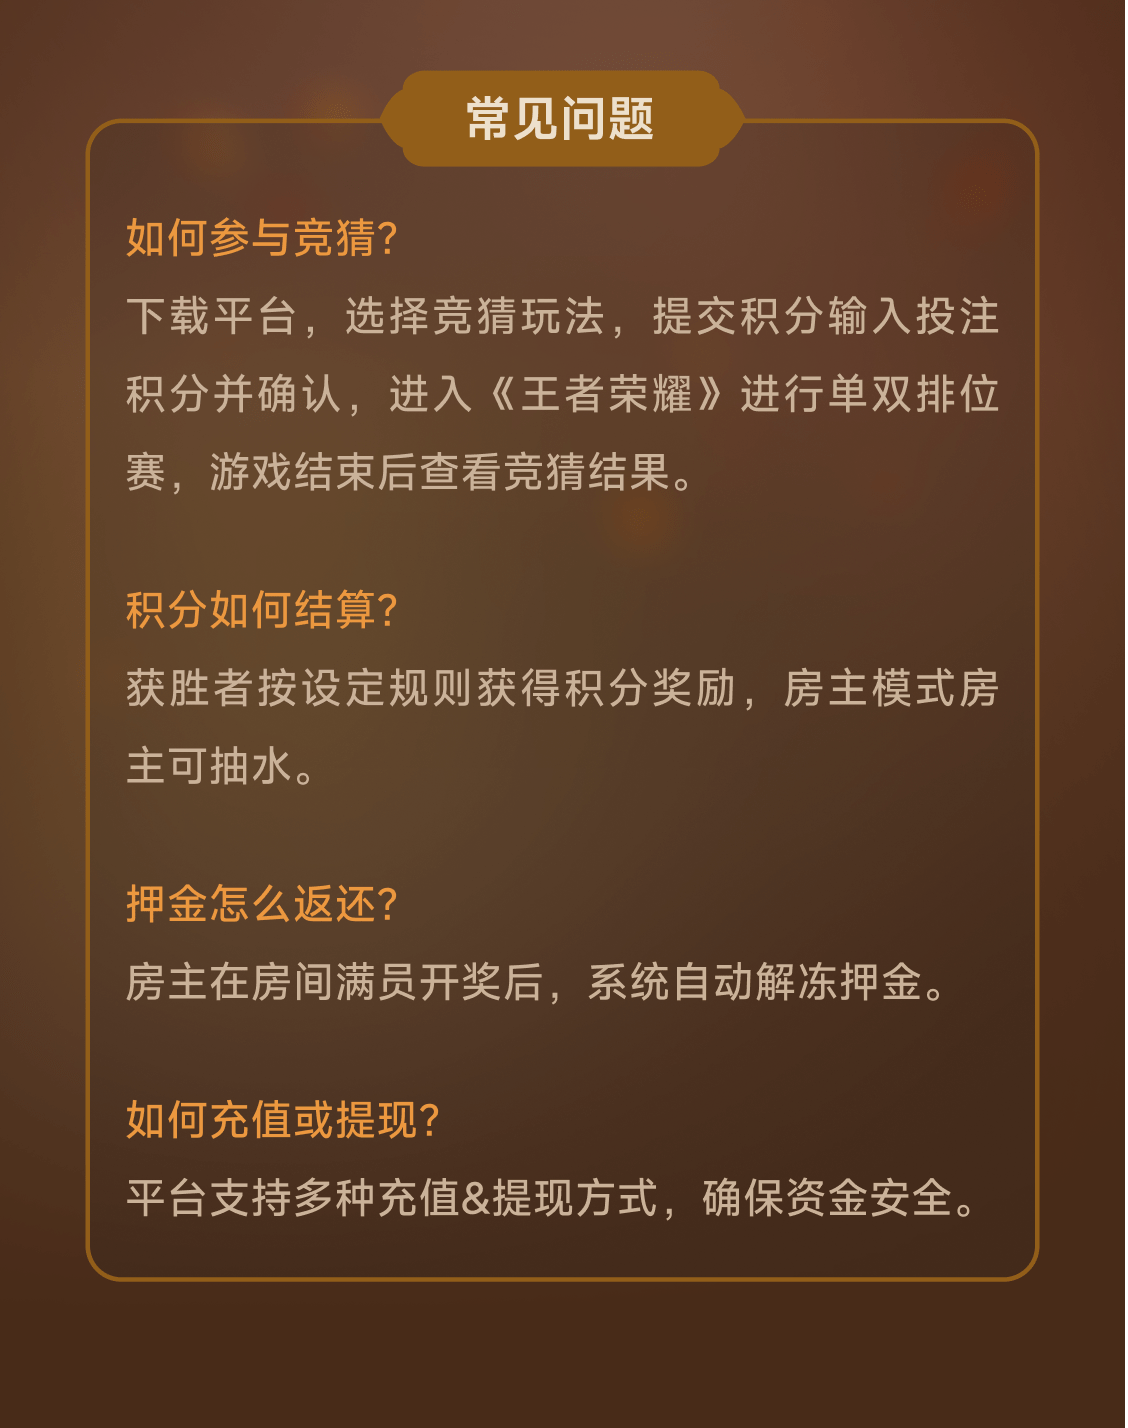 常见问题
如何参与竞猜？
下载平台，选择竞猜玩法，提交积分输入投注
积分并确认，进入《王者荣耀》进行单双排位
赛，游戏结束后查看竞猜结果。
积分如何结算？
获胜者按设定规则获得积分奖励，房主模式房
主可抽水。
押金怎么返还？
房主在房间满员开奖后，系统自动解冻押金。
如何充值或提现？
平台支持多种充值&提现方式，确保资金安全。